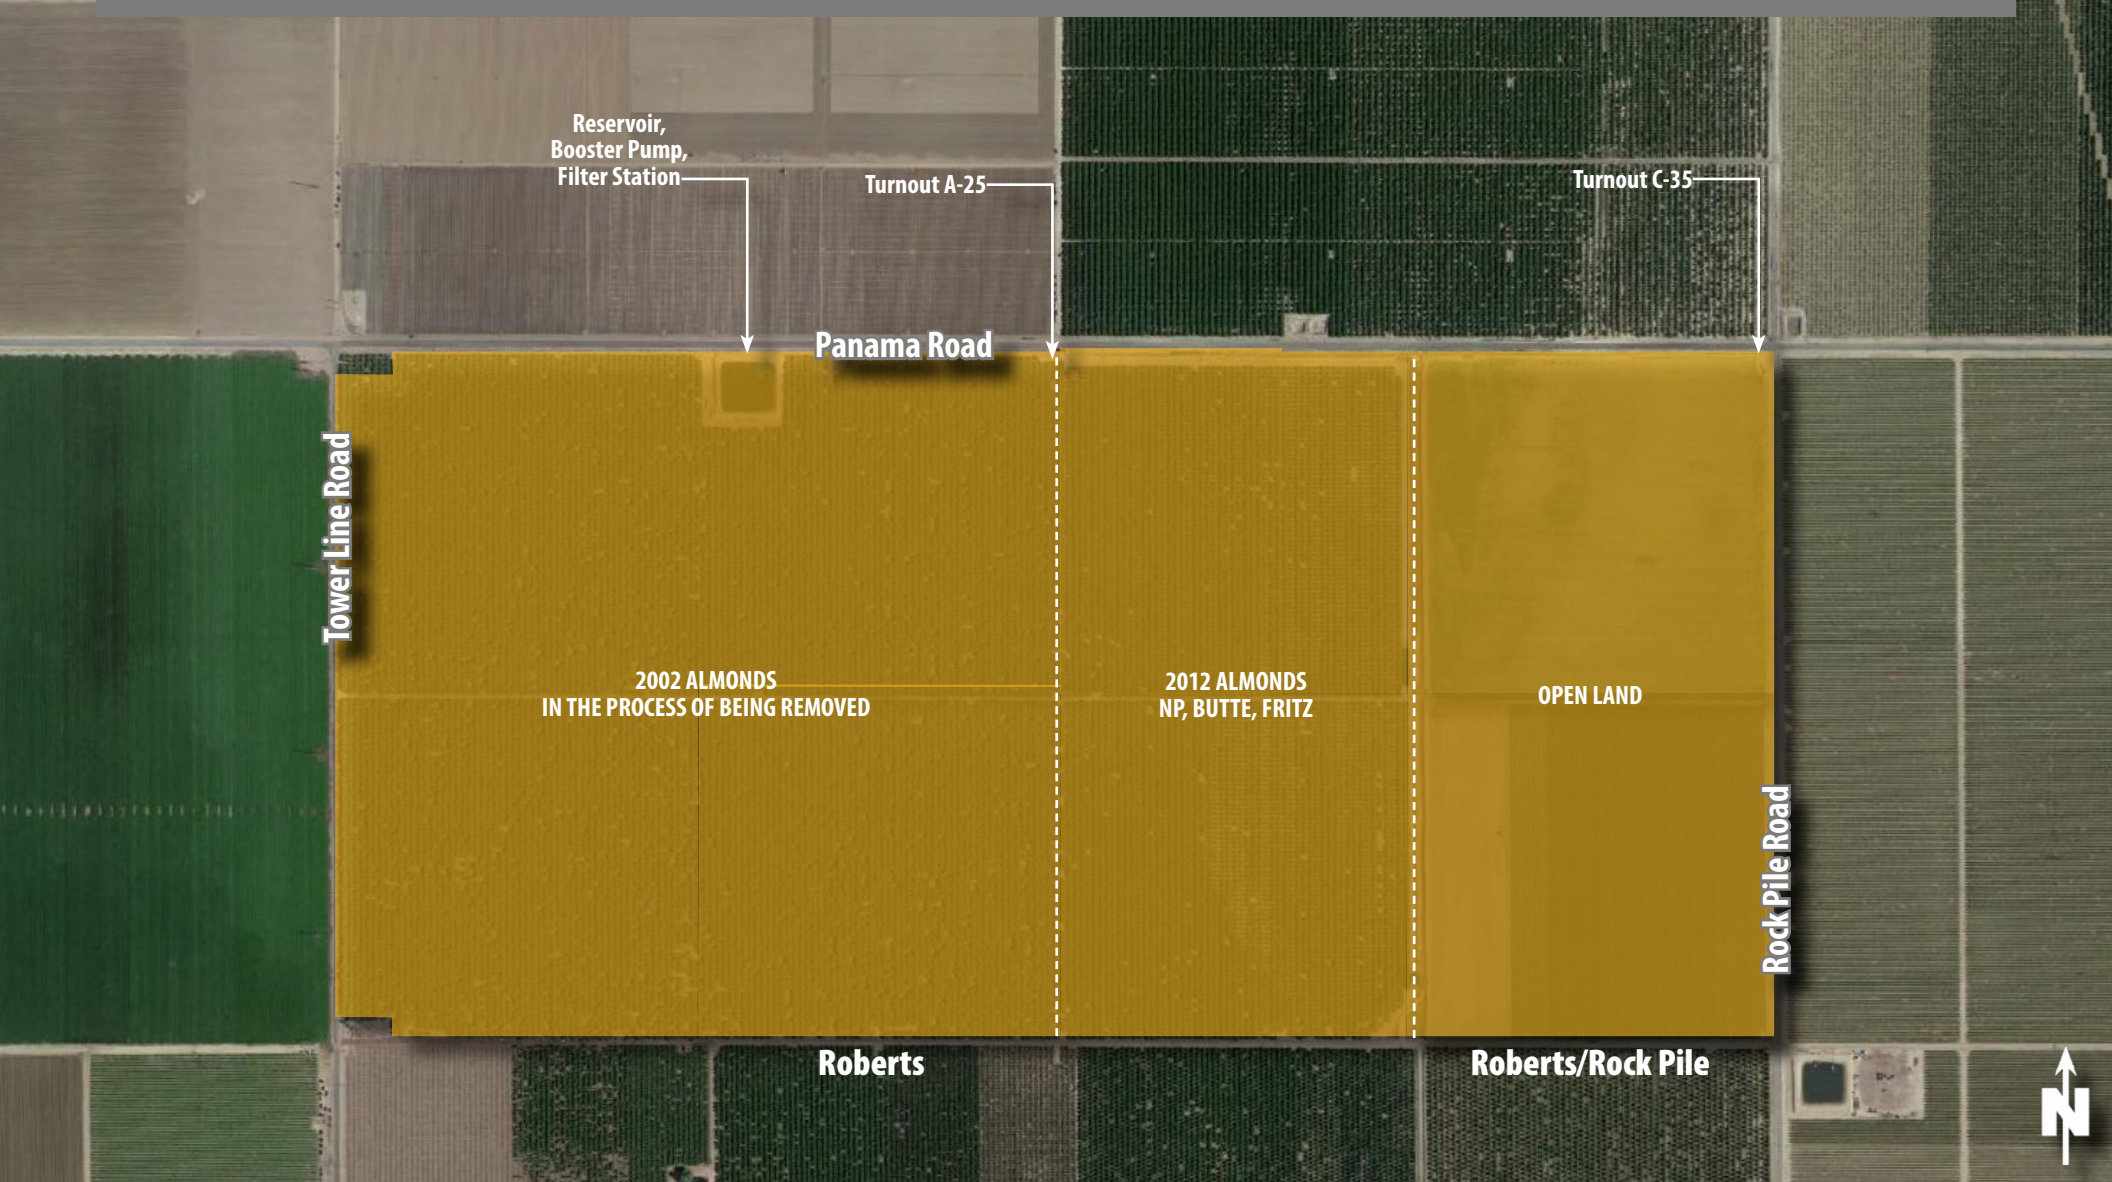 Reservoir,
Booster Pump,
Filter Station
Turnout A-25
Turnout C-35
Panama Road
Tower Line Road
2002 ALMONDS
IN THE PROCESS OF BEING REMOVED
2012 ALMONDS
NP, BUTTE, FRITZ
OPEN LAND
Rock Pile Road
Roberts
Roberts/Rock Pile
N